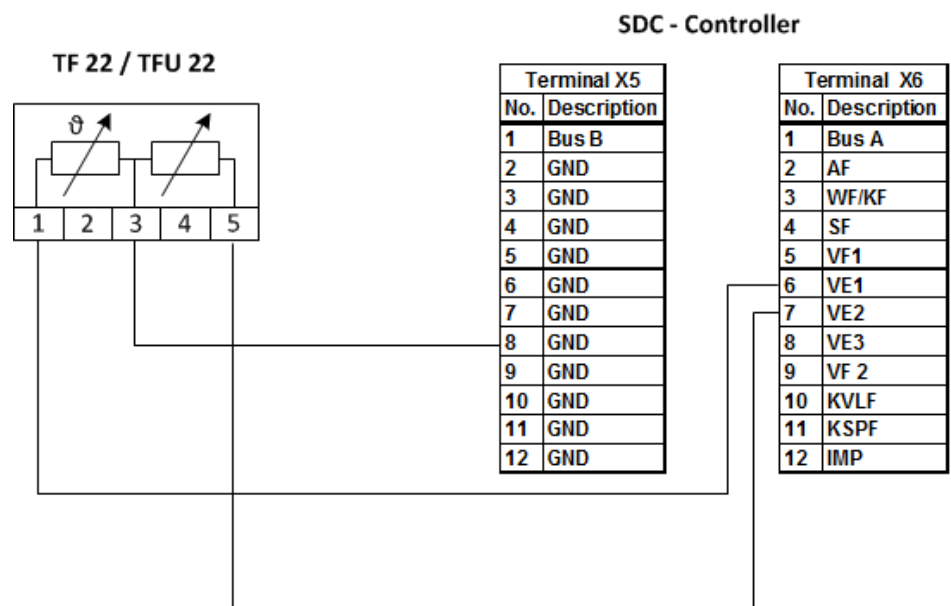 SDC - Controller
TF 22 / TFU 22
ϑ
1 2 3 4 5
Terminal X5
No. Description
1 Bus B
2 GND
3 GND
4 GND
5 GND
6 GND
7 GND
8 GND
9 GND
10 GND
11 GND
12 GND
Terminal X6
No. Description
1 Bus A
2 AF
3 WF/KF
4 SF
5 VF1
6 VE1
7 VE2
8 VE3
9 VF 2
10 KVLF
11 KSPF
12 IMP